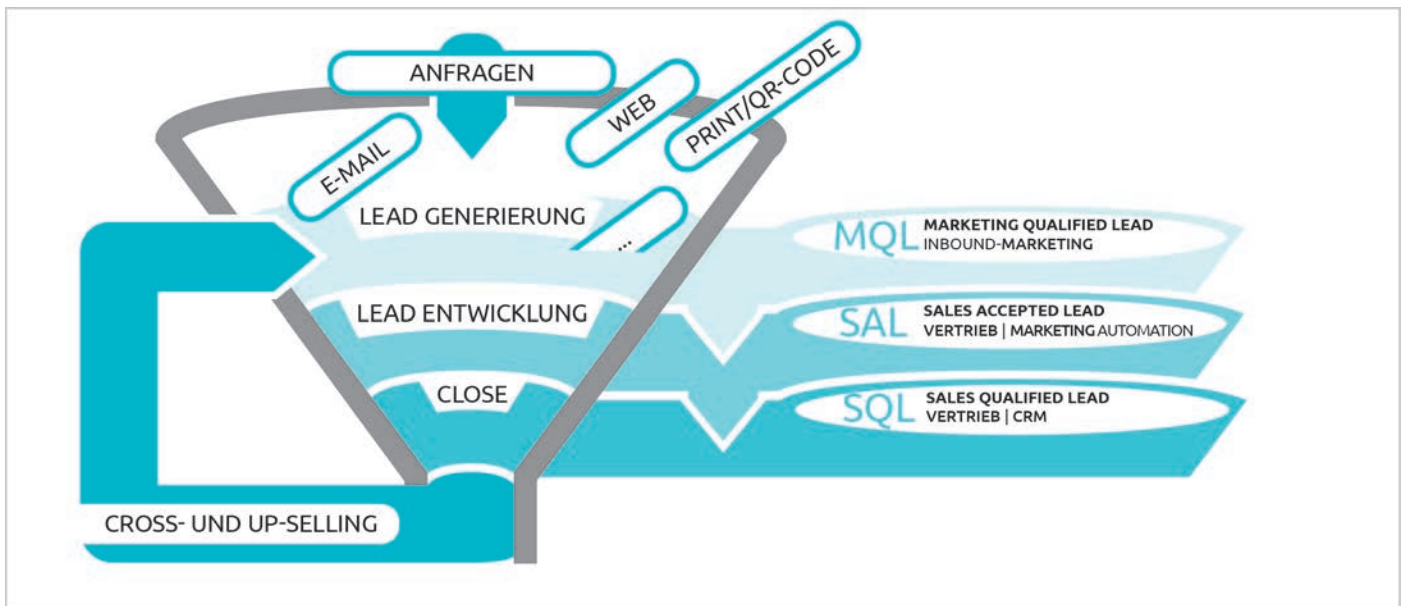 ANFRAGEN
WEB
PRINT/QR-CODE
E-MAIL
LEAD GENERIERUNG
...
MQL
MARKETING QUALIFIED LEAD
INBOUND-MARKETING
LEAD ENTWICKLUNG
SAL
SALES ACCEPTED LEAD
VERTRIEB | MARKETING AUTOMATION
CLOSE
SQL
SALES QUALIFIED LEAD
VERTRIEB | CRM
CROSS- UND UP-SELLING